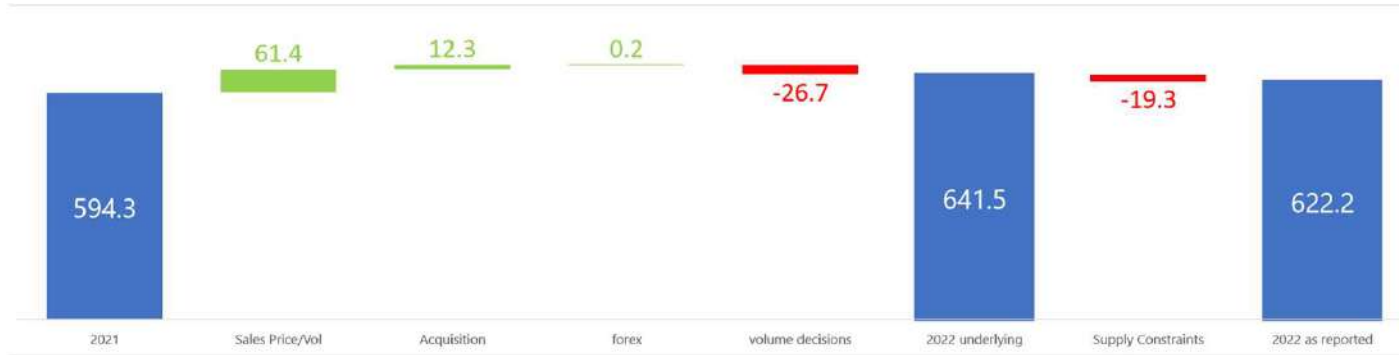 61.4
12.3
0.2
-26.7
-19.3
594.3
641.5
622.2
2021
Sales Price/Vol
Acquisition
forex
volume decisions
2022 underlying
Supply Constraints
2022 as reported